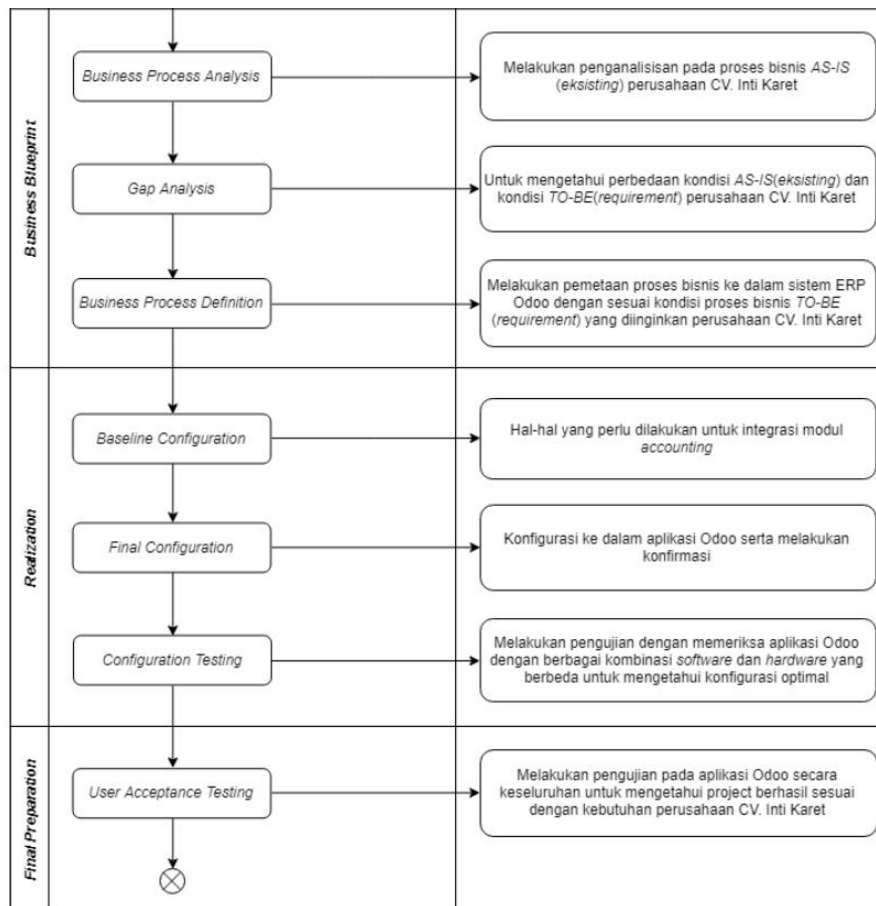 Business Blueprint
Business Process Analysis
Melakukan penganalisisan pada proses bisnis AS-IS
(eksisting) perusahaan CV. Inti Karet
Gap Analysis
Untuk mengetahui perbedaan kondisi AS-IS(eksisting) dan
kondisi TO-BE(requirement) perusahaan CV. Inti Karet
Business Process Definition
Melakukan pemetaan proses bisnis ke dalam sistem ERP
Odoo dengan sesuai kondisi proses bisnis TO-BE
(requirement) yang diinginkan perusahaan CV. Inti Karet
Realization
Baseline Configuration
Hal-hal yang perlu dilakukan untuk integrasi modul
accounting
Final Configuration
Konfigurasi ke dalam aplikasi Odoo serta melakukan
konfirmasi
Configuration Testing
Melakukan pengujian dengan memeriksa aplikasi Odoo
dengan berbagai kombinasi software dan hardware yang
berbeda untuk mengetahui konfigurasi optimal
Final Preparation
User Acceptance Testing
Melakukan pengujian pada aplikasi Odoo secara
keseluruhan untuk mengetahui project berhasil sesuai
dengan kebutuhan perusahaan CV. Inti Karet